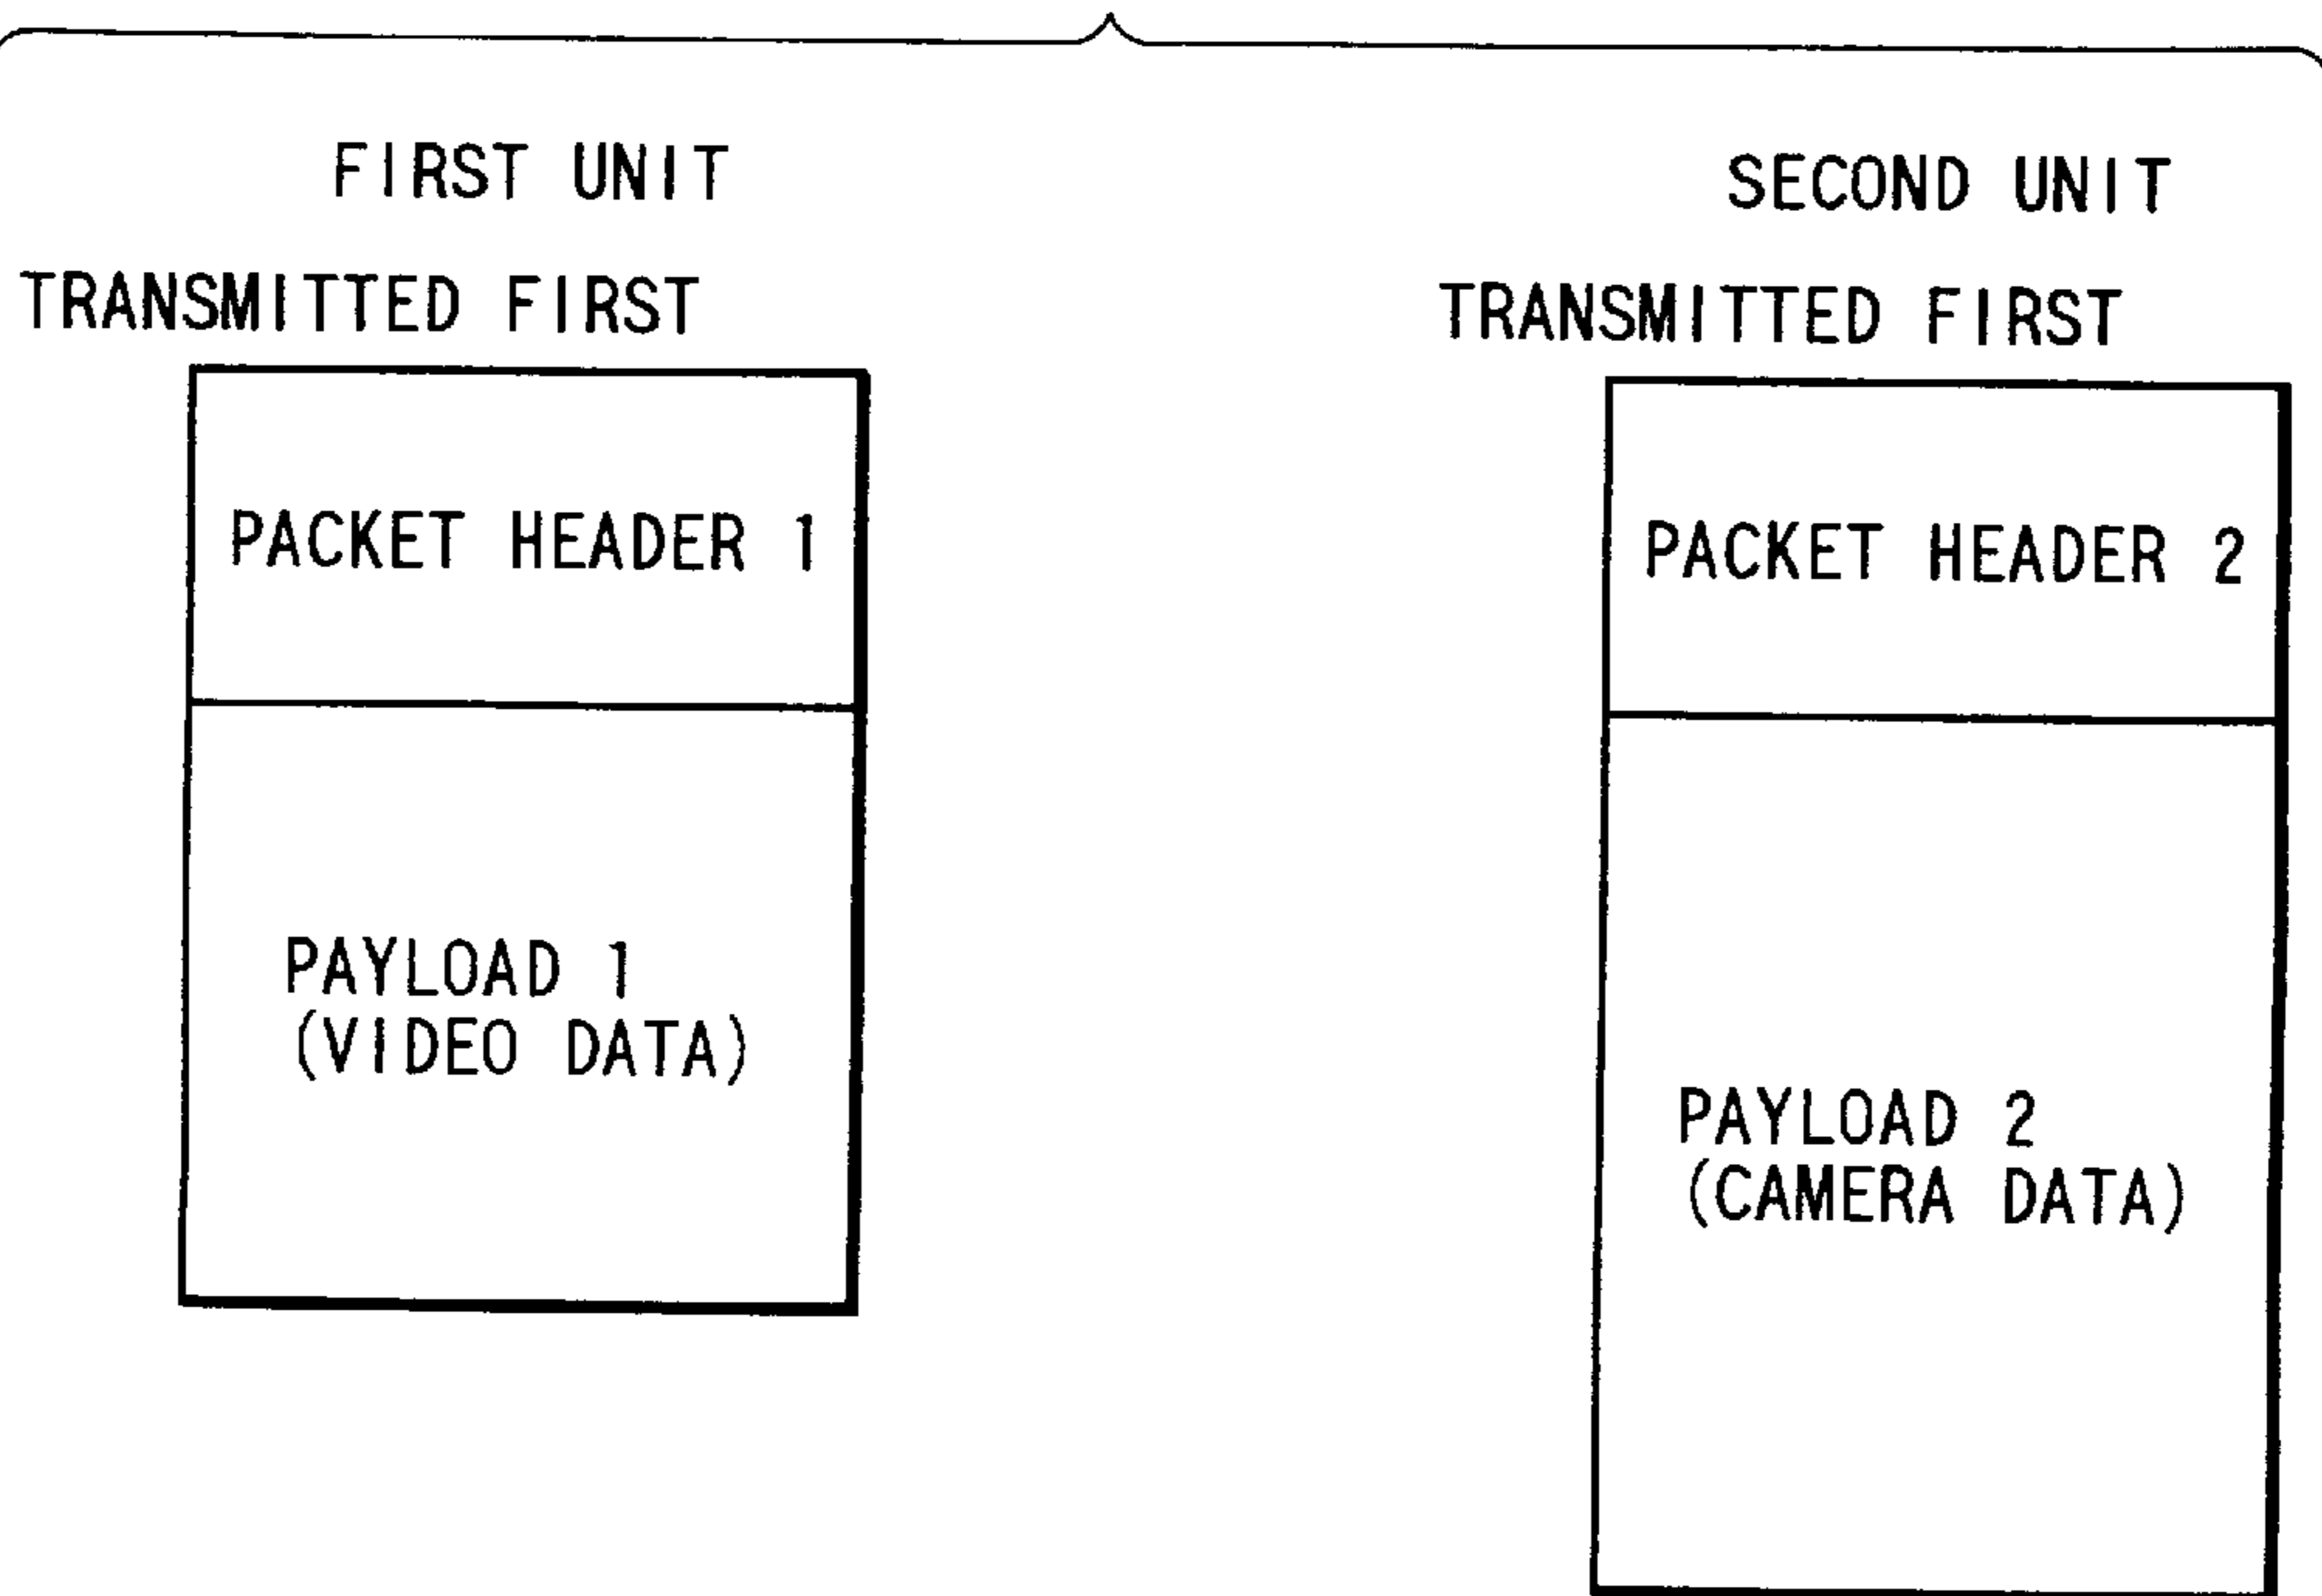 FIRST UNIT
TRANSMITTED FIRST
PACKET HEADER 1
PAYLOAD 1
(VIDEO DATA)
SECOND UNIT
TRANSMITTED FIRST
PACKET HEADER 2
PAYLOAD 2
(CAMERA DATA)